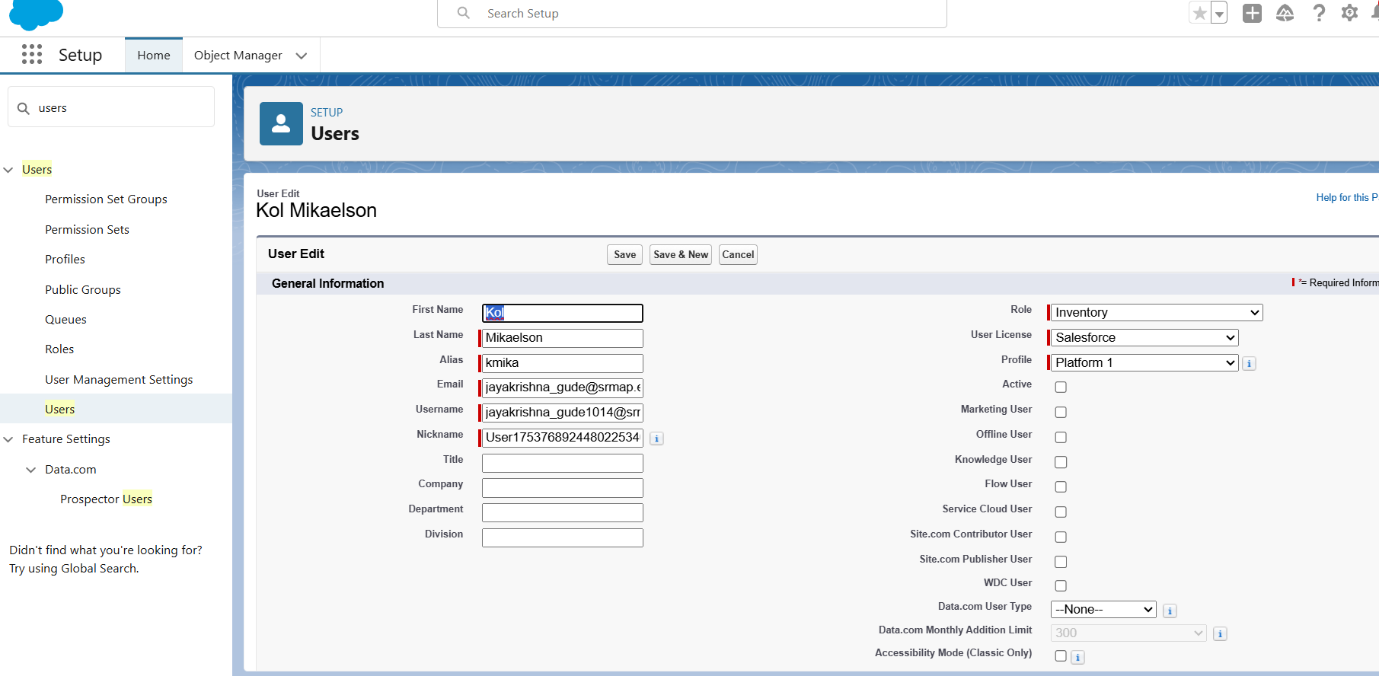 Search Setup
Setup
Home
Object Manager
users
SETUP
Users
Users
Permission Set Groups
Permission Sets
Profiles
Public Groups
Queues
Roles
User Management Settings
Users
Feature Settings
Data.com
Prospector Users
Didn't find what you're looking for?
Try using Global Search.
User Edit
Kol Mikaelson
Help for this P
User Edit
Save
Save & New
Cancel
General Information
*= Required Inform
First Name Kol
Last Name Mikaelson
Alias kmika
Email jayakrishna_gude@srmap.e
Username jayakrishna_gude1014@srr
Nickname User175376892448022534
Title
Company
Department
Division
Role Inventory
User License Salesforce
Profile Platform 1
Active
Marketing User
Offline User
Knowledge User
Flow User
Service Cloud User
Site.com Contributor User
Site.com Publisher User
WDC User
Data.com User Type --None--
Data.com Monthly Addition Limit 300
Accessibility Mode (Classic Only)